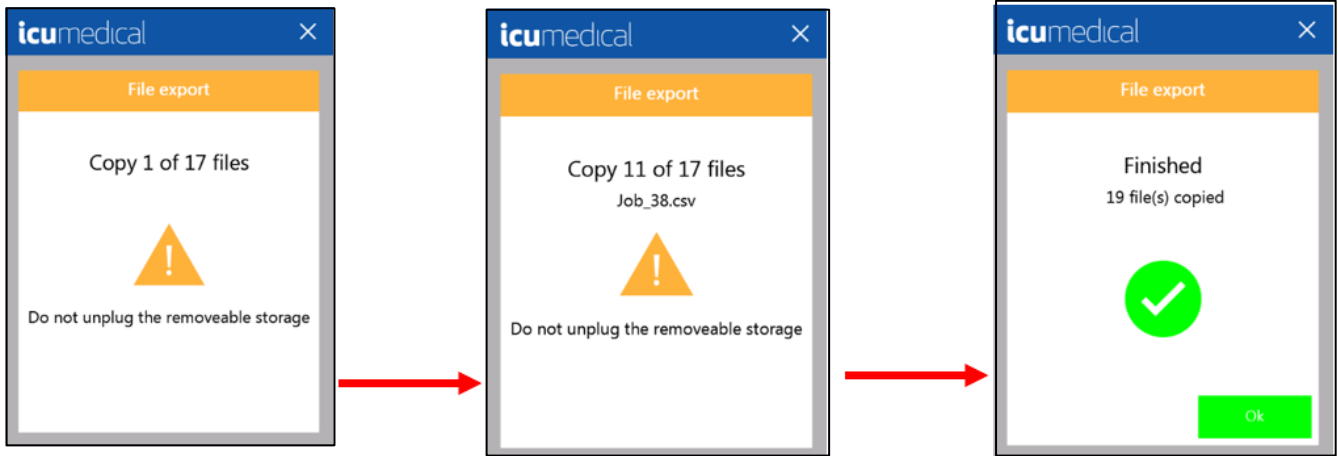 icumedical
File export
Copy 1 of 17 files
!
Do not unplug the removeable storage
icumedical
File export
Copy 11 of 17 files
Job_38.csv
!
Do not unplug the removeable storage
icumedical
File export
Finished
19 file(s) copied
Ok